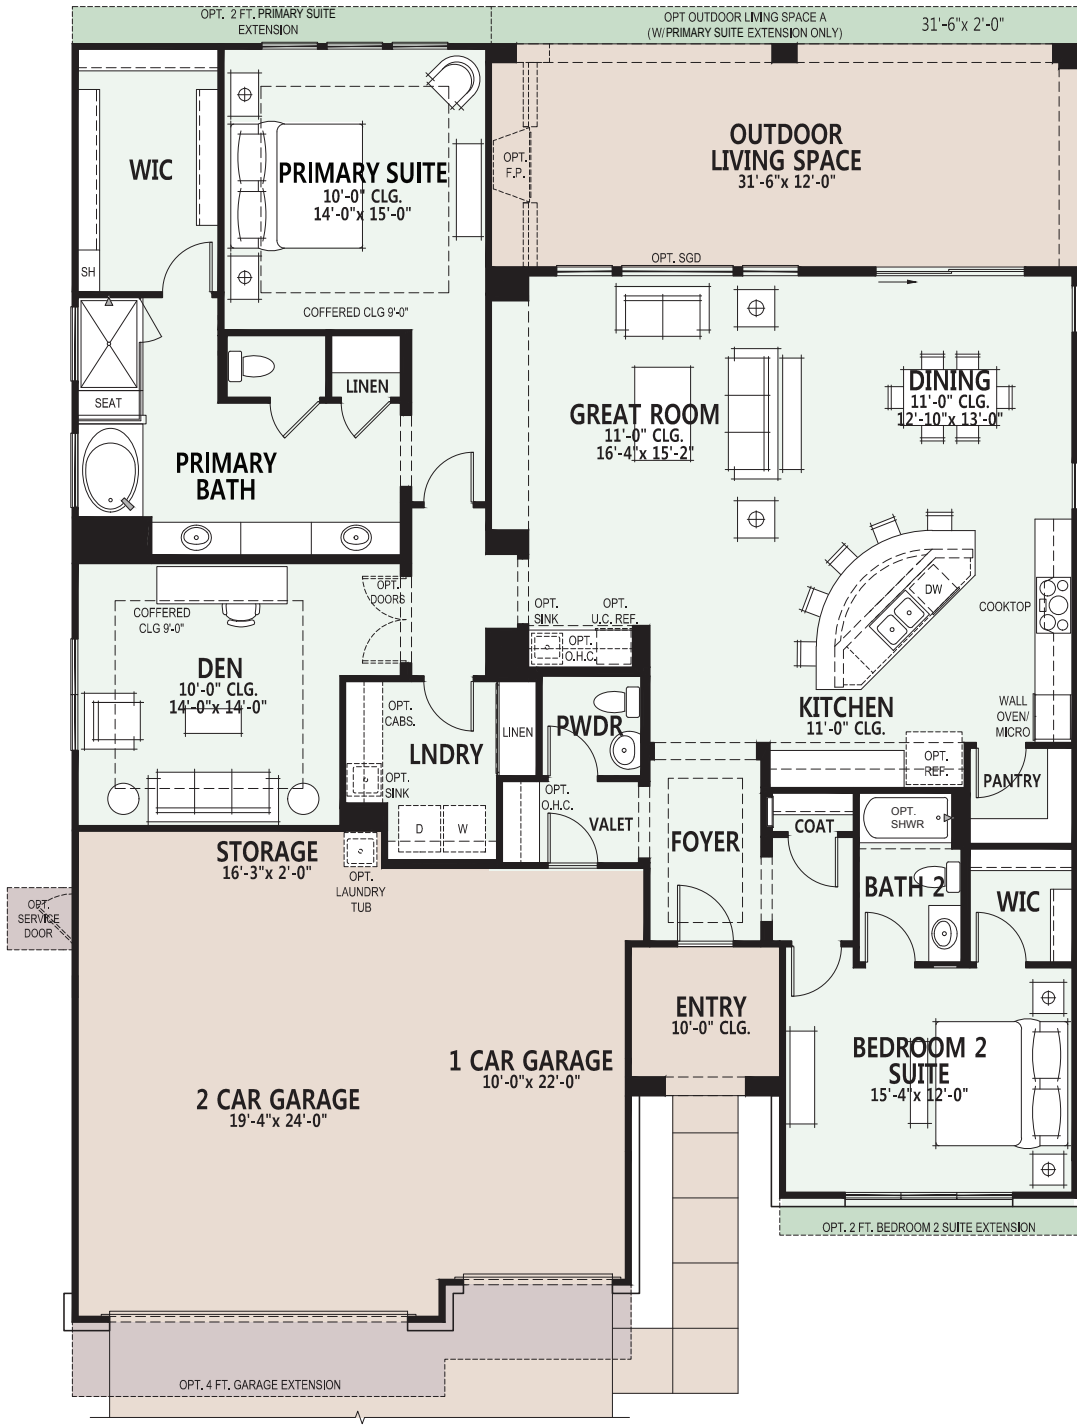 OPT. 2 FT. PRIMARY SUITE
EXTENSION
OPT OUTDOOR LIVING SPACE A
(W/PRIMARY SUITE EXTENSION ONLY)
31'-6"x 2'-0"
WIC
SH
PRIMARY SUITE
10'-0" CLG.
14'-0"x 15'-0"
COFFERED CLG 9'-0"
OPT.
F.P.
OUTDOOR
LIVING SPACE
31'-6"x 12'-0"
OPT. SGD
SEAT
LINEN
PRIMARY
BATH
GREAT ROOM
11'-0" CLG.
16'-4"x 15'-2"
DINING
11'-0" CLG.
12'-10"x 13'-0"
COFFERED
CLG 9'-0"
OPT.
DOORS
DEN
10'-0" CLG.
14'-0"x 14'-0"
OPT.
SINK
OPT.
U.C. REF.
OPT.
O.H.C.
DW
COOKTOP
KITCHEN
11'-0" CLG.
WALL
OVEN/
MICRO
OPT.
REF.
PANTRY
OPT.
CABS.
LNDRY
OPT.
SINK
D
W
LINEN
PWDR
OPT.
O.H.C.
VALET
FOYER
COAT
OPT.
SHWR
BATH 2
WIC
STORAGE
16'-3"x 2'-0"
OPT.
LAUNDRY
TUB
OPT.
SERVICE
DOOR
ENTRY
10'-0" CLG.
BEDROOM 2
SUITE
15'-4"x 12'-0"
1 CAR GARAGE
10'-0"x 22'-0"
2 CAR GARAGE
19'-4"x 24'-0"
OPT. 2 FT. BEDROOM 2 SUITE EXTENSION
OPT. 4 FT. GARAGE EXTENSION